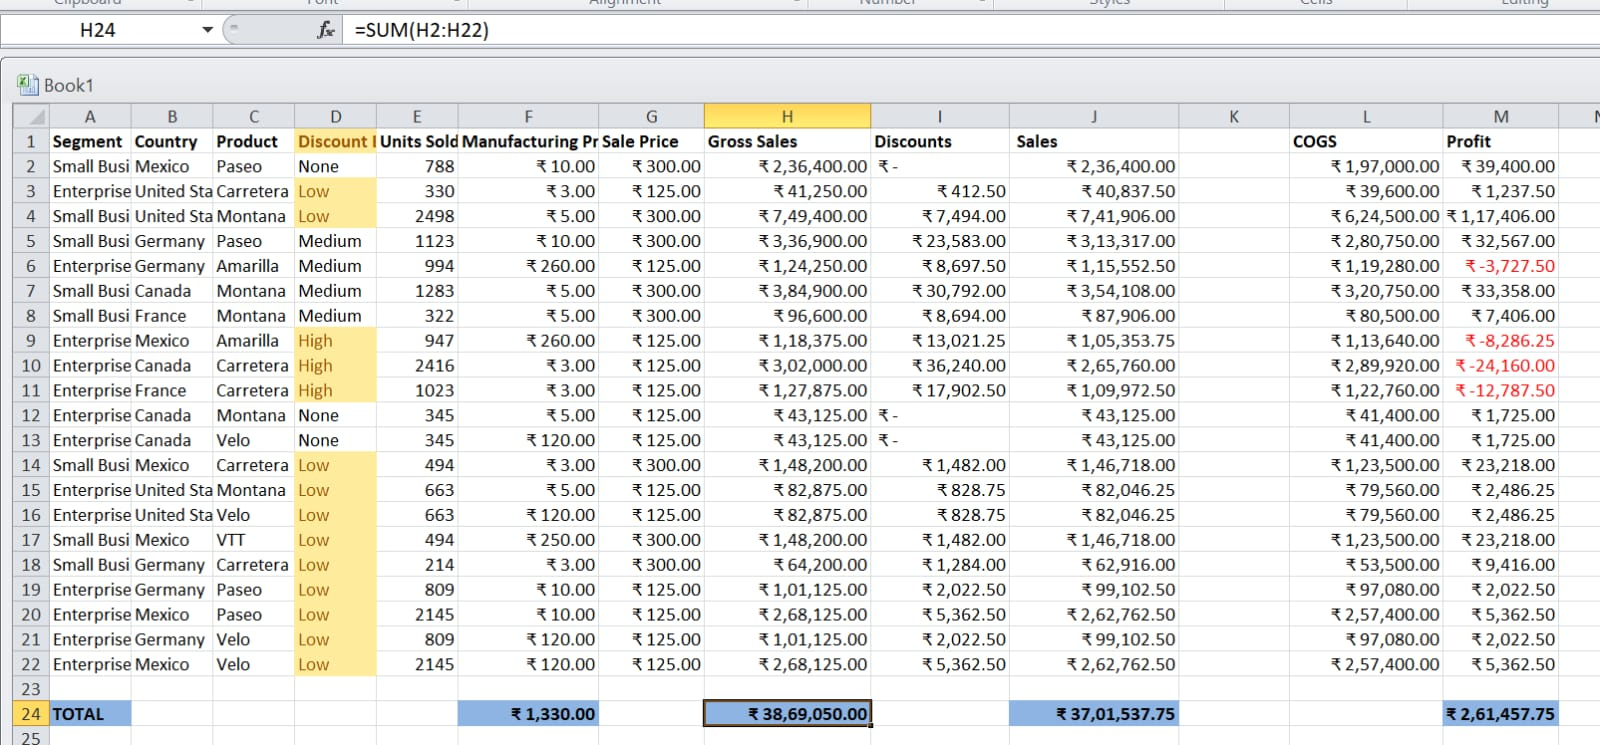 Clipboard Font Alignment Number Styles Cells Editing
H24 fx =SUM(H2:H22)
Book1
A B C D E F G H I J K L M
1 Segment Country Product Discount Units Sold Manufacturing Pr Sale Price Gross Sales Discounts Sales COGS Profit
2 Small Busi Mexico Paseo None 788 ₹ 10.00 ₹ 300.00 ₹ 2,36,400.00 ₹ - ₹ 2,36,400.00 ₹ 1,97,000.00 ₹ 39,400.00
3 Enterprise United Sta Carretera Low 330 ₹ 3.00 ₹ 125.00 ₹ 41,250.00 ₹ 412.50 ₹ 40,837.50 ₹ 39,600.00 ₹ 1,237.50
4 Small Busi United Sta Montana Low 2498 ₹ 5.00 ₹ 300.00 ₹ 7,49,400.00 ₹ 7,494.00 ₹ 7,41,906.00 ₹ 6,24,500.00 ₹ 1,17,406.00
5 Small Busi Germany Paseo Medium 1123 ₹ 10.00 ₹ 300.00 ₹ 3,36,900.00 ₹ 23,583.00 ₹ 3,13,317.00 ₹ 2,80,750.00 ₹ 32,567.00
6 Enterprise Germany Amarilla Medium 994 ₹ 260.00 ₹ 125.00 ₹ 1,24,250.00 ₹ 8,697.50 ₹ 1,15,552.50 ₹ 1,19,280.00 ₹ -3,727.50
7 Small Busi Canada Montana Medium 1283 ₹ 5.00 ₹ 300.00 ₹ 3,84,900.00 ₹ 30,792.00 ₹ 3,54,108.00 ₹ 3,20,750.00 ₹ 33,358.00
8 Small Busi France Montana Medium 322 ₹ 5.00 ₹ 300.00 ₹ 96,600.00 ₹ 8,694.00 ₹ 87,906.00 ₹ 80,500.00 ₹ 7,406.00
9 Enterprise Mexico Amarilla High 947 ₹ 260.00 ₹ 125.00 ₹ 1,18,375.00 ₹ 13,021.25 ₹ 1,05,353.75 ₹ 1,13,640.00 ₹ -8,286.25
10 Enterprise Canada Carretera High 2416 ₹ 3.00 ₹ 125.00 ₹ 3,02,000.00 ₹ 36,240.00 ₹ 2,65,760.00 ₹ 2,89,920.00 ₹ -24,160.00
11 Enterprise France Carretera High 1023 ₹ 3.00 ₹ 125.00 ₹ 1,27,875.00 ₹ 17,902.50 ₹ 1,09,972.50 ₹ 1,22,760.00 ₹ -12,787.50
12 Enterprise Canada Montana None 345 ₹ 5.00 ₹ 125.00 ₹ 43,125.00 ₹ - ₹ 43,125.00 ₹ 41,400.00 ₹ 1,725.00
13 Enterprise Canada Velo None 345 ₹ 120.00 ₹ 125.00 ₹ 43,125.00 ₹ - ₹ 43,125.00 ₹ 41,400.00 ₹ 1,725.00
14 Small Busi Mexico Carretera Low 494 ₹ 3.00 ₹ 300.00 ₹ 1,48,200.00 ₹ 1,482.00 ₹ 1,46,718.00 ₹ 1,23,500.00 ₹ 23,218.00
15 Enterprise United Sta Montana Low 663 ₹ 5.00 ₹ 125.00 ₹ 82,875.00 ₹ 828.75 ₹ 82,046.25 ₹ 79,560.00 ₹ 2,486.25
16 Enterprise United Sta Velo Low 663 ₹ 120.00 ₹ 125.00 ₹ 82,875.00 ₹ 828.75 ₹ 82,046.25 ₹ 79,560.00 ₹ 2,486.25
17 Small Busi Mexico VTT Low 494 ₹ 250.00 ₹ 300.00 ₹ 1,48,200.00 ₹ 1,482.00 ₹ 1,46,718.00 ₹ 1,23,500.00 ₹ 23,218.00
18 Small Busi Germany Carretera Low 214 ₹ 3.00 ₹ 300.00 ₹ 64,200.00 ₹ 1,284.00 ₹ 62,916.00 ₹ 53,500.00 ₹ 9,416.00
19 Enterprise Germany Paseo Low 809 ₹ 10.00 ₹ 125.00 ₹ 1,01,125.00 ₹ 2,022.50 ₹ 99,102.50 ₹ 97,080.00 ₹ 2,022.50
20 Enterprise Mexico Paseo Low 2145 ₹ 10.00 ₹ 125.00 ₹ 2,68,125.00 ₹ 5,362.50 ₹ 2,62,762.50 ₹ 2,57,400.00 ₹ 5,362.50
21 Enterprise Germany Velo Low 809 ₹ 120.00 ₹ 125.00 ₹ 1,01,125.00 ₹ 2,022.50 ₹ 99,102.50 ₹ 97,080.00 ₹ 2,022.50
22 Enterprise Mexico Velo Low 2145 ₹ 120.00 ₹ 125.00 ₹ 2,68,125.00 ₹ 5,362.50 ₹ 2,62,762.50 ₹ 2,57,400.00 ₹ 5,362.50
23
24 TOTAL ₹ 1,330.00 ₹ 38,69,050.00 ₹ 37,01,537.75 ₹ 2,61,457.75
25